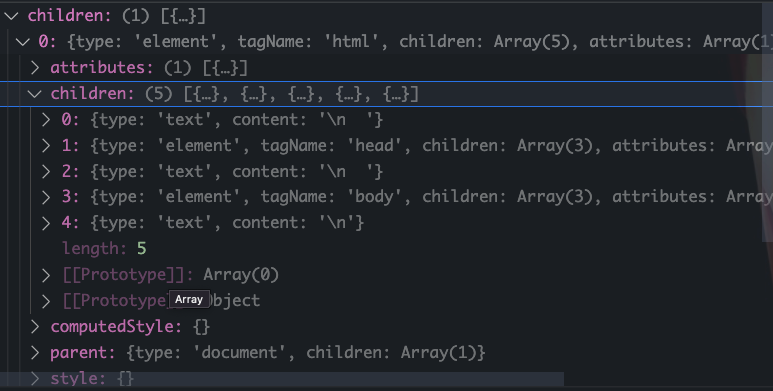 children: (1) [{…}]
0: {type: 'element', tagName: 'html', children: Array(5), attributes: Array(1
attributes: (1) [{…}]
children: (5) [{…}, {…}, {…}, {…}, {…}]
0: {type: 'text', content: '\n  '}
1: {type: 'element', tagName: 'head', children: Array(3), attributes: Array
2: {type: 'text', content: '\n  '}
3: {type: 'element', tagName: 'body', children: Array(3), attributes: Array
4: {type: 'text', content: '\n'}
length: 5
[[Prototype]]: Array(0)
[[Prototype bject
Array
computedStyle: {}
parent: {type: 'document', children: Array(1)}
style: {}